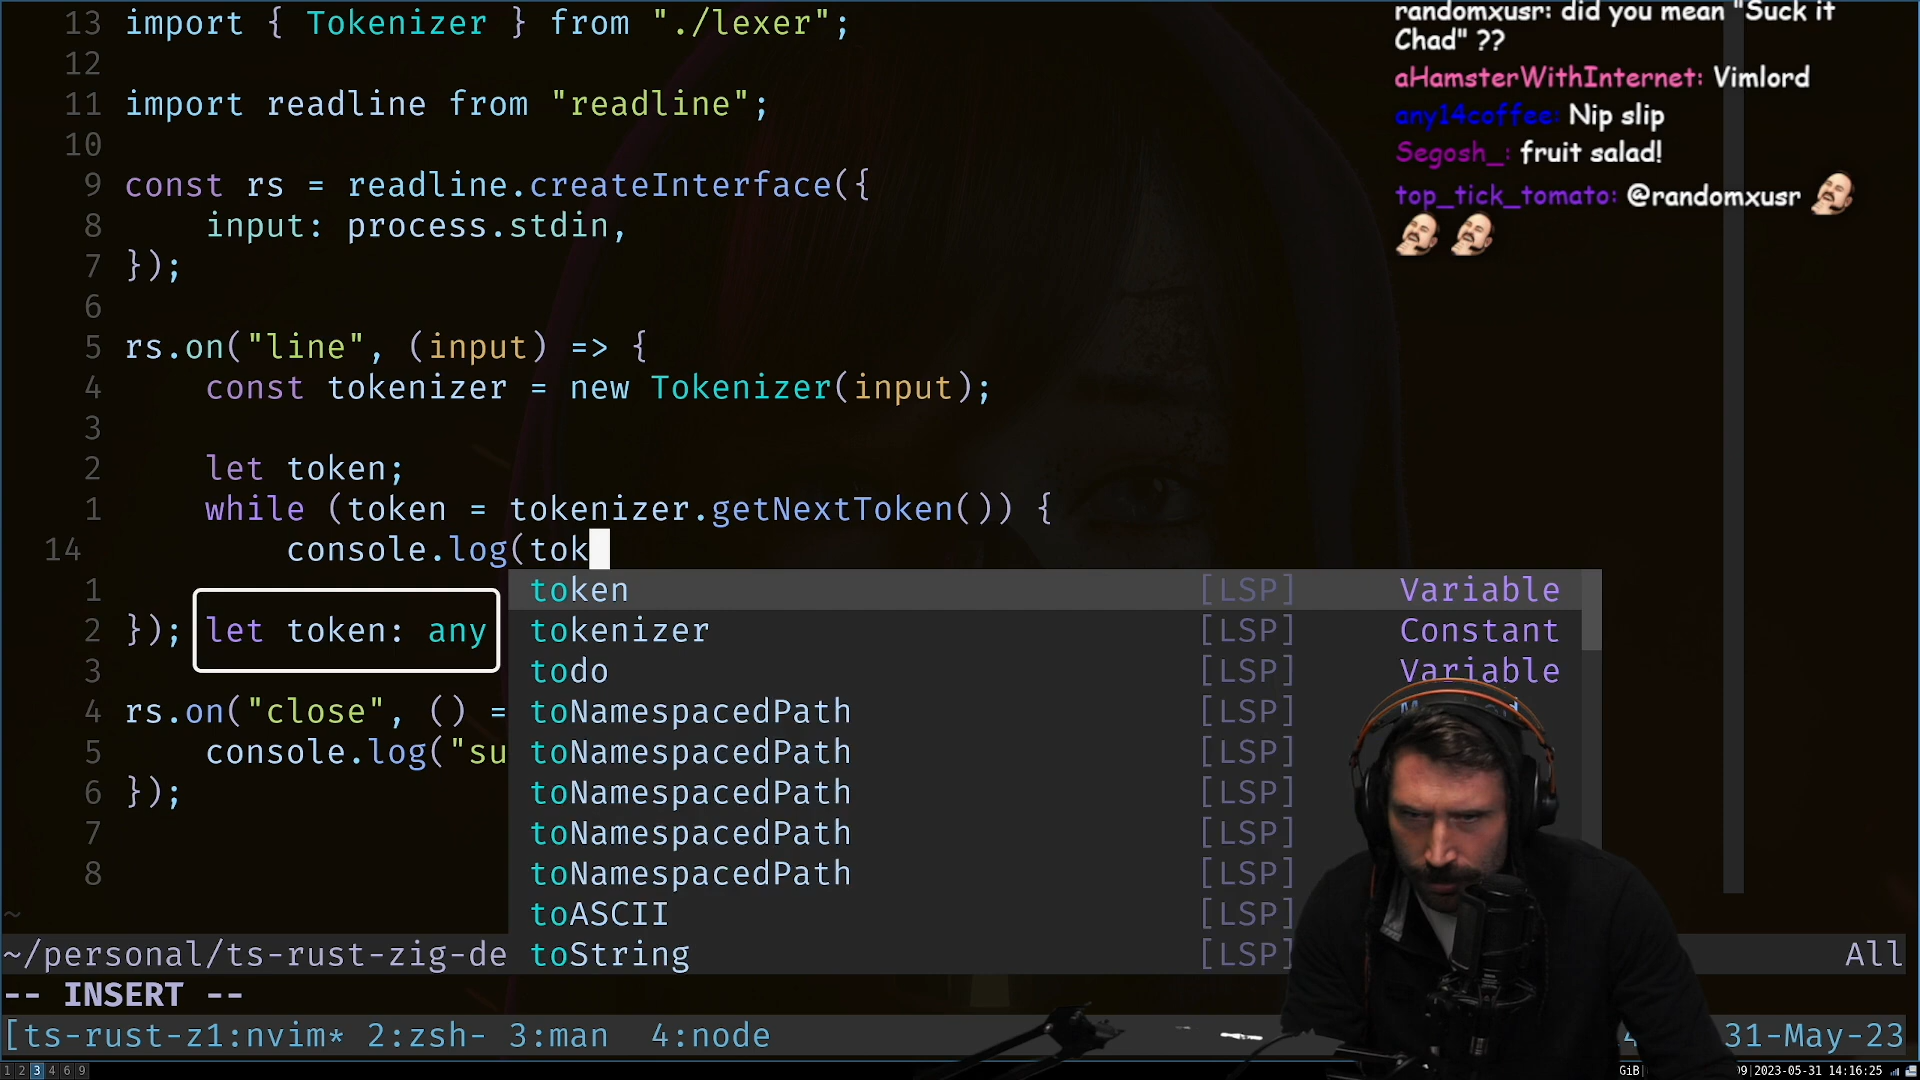 13 import { Tokenizer } from "./lexer";
12
11 import readline from "readline";
10
9 const rs = readline.createInterface({
8 input: process.stdin,
7 });
6
5 rs.on("line", (input) => {
4 const tokenizer = new Tokenizer(input);
3
2 let token;
1 while (token = tokenizer.getNextToken()) {
14 console.log(tok
1
2 });
3
4 rs.on("close", () =
5 console.log("su
6 });
7
8
~
let token: any
token [LSP] Variable
tokenizer [LSP] Constant
todo [LSP] Variable
toNamespacedPath [LSP]
toNamespacedPath [LSP]
toNamespacedPath [LSP]
toNamespacedPath [LSP]
toNamespacedPath [LSP]
toASCII [LSP]
toString [LSP]
~/personal/ts-rust-zig-de All
-- INSERT --
[ts-rust-z1:nvim* 2:zsh- 3:man 4:node 31-May-23
1 2 3 4 6 9 GiB 09|2023-05-31 14:16:25
randomxusr: did you mean "Suck it
Chad" ??
aHamsterWithInternet: Vimlord
any14coffee: Nip slip
Segosh_: fruit salad!
top_tick_tomato: @randomxusr